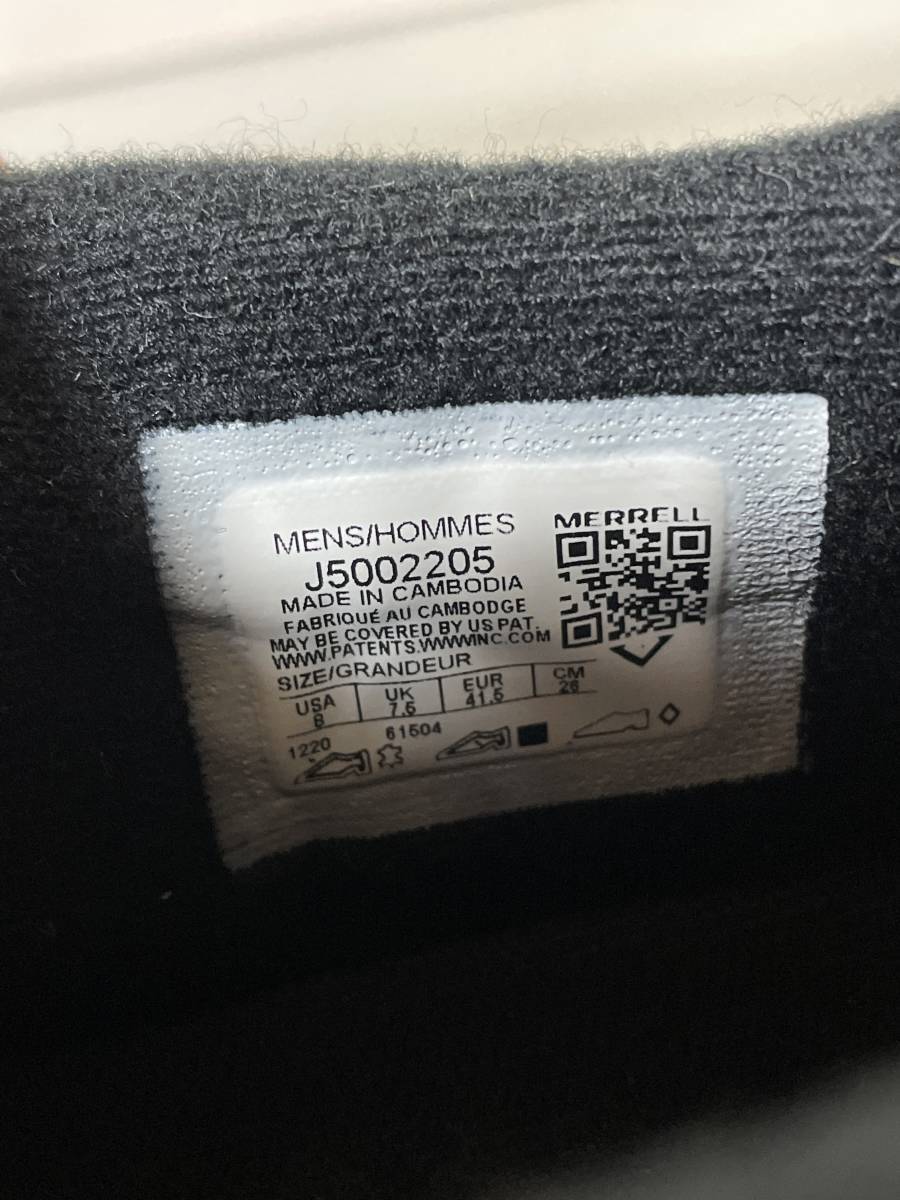 MENS/HOMMES
J5002205
MADE IN CAMBODIA
FABRIQUÉ AU CAMBODGE
MAY BE COVERED BY US PAT.
WWW.PATENTS.WWWINC.COM
SIZE/GRANDEUR
USA UK EUR CM
8 7.5 41.5 26
1220 61504
MERRELL